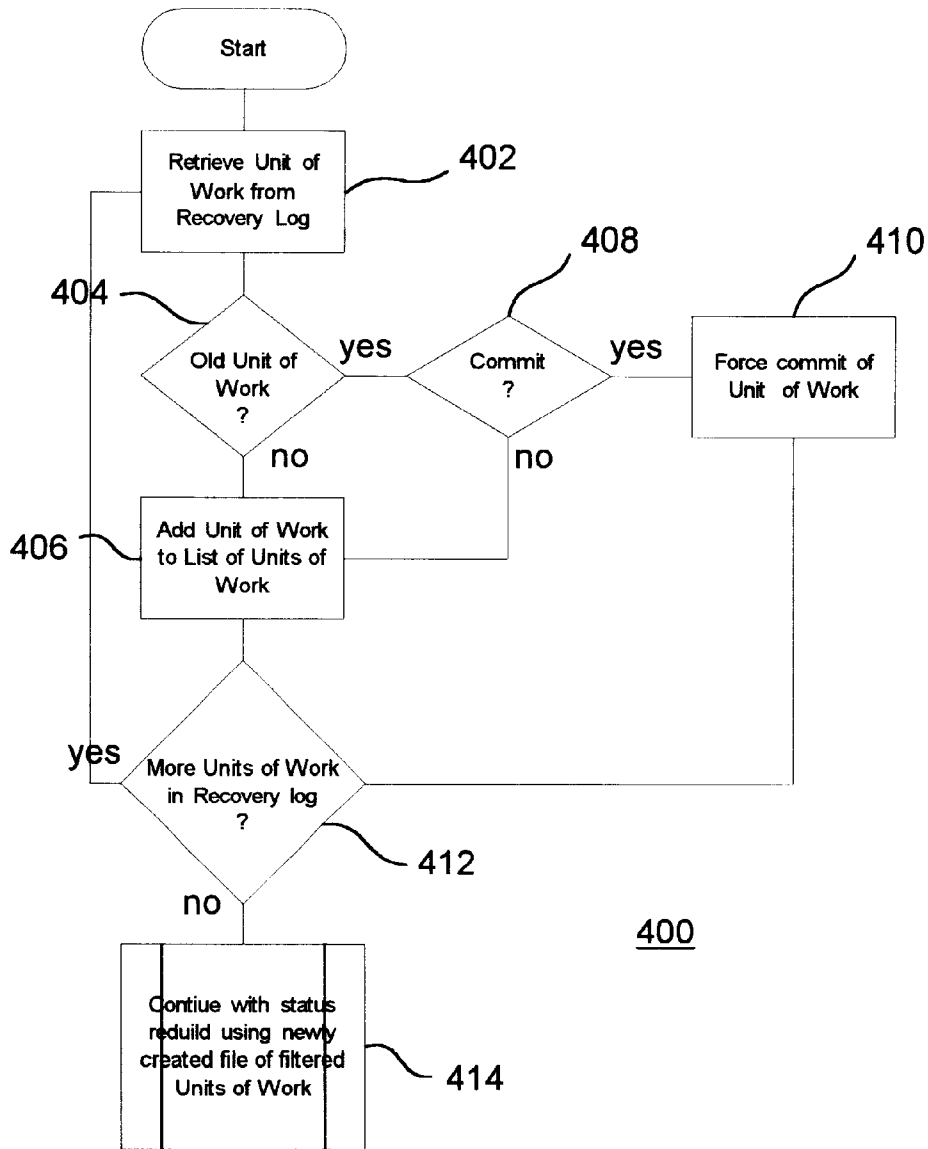 Start
Retrieve Unit of
Work from
Recovery Log
402
404
Old Unit of
Work
?
yes
no
408
Commit
?
yes
no
410
Force commit of
Unit of Work
406
Add Unit of Work
to List of Units of
Work
yes
More Units of Work
in Recovery log
?
412
no
400
Contiue with status
reduild using newly
created file of filtered
Units of Work
414